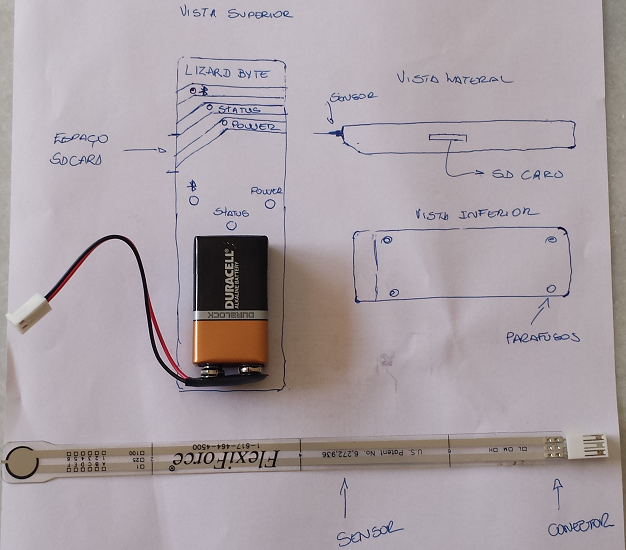 VISTA SUPERIOR
LIZARD BYTE
STATUS
POWER
ESPAÇO
SDCARD
POWER
STATUS
VISTA LATERAL
SENSOR
SD CARD
VISTA INFERIOR
PARAFUSOS
DURACELL
ALKALINE BATTERY
DURALOCK
FlexiForce®
1-617-464-4500
U.S. Patent No. 6,272,936
SENSOR
CONECTOR